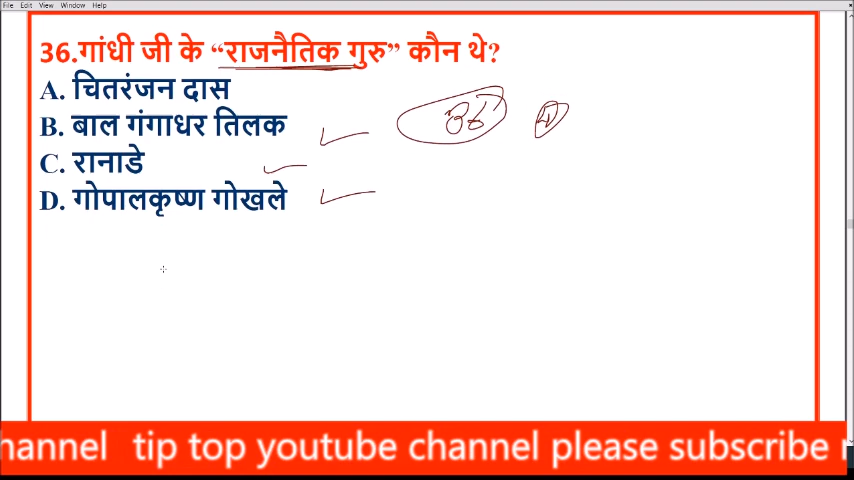 File Edit View Window Help
36.गांधी जी के “राजनैतिक गुरु” कौन थे?
A. चितरंजन दास
B. बाल गंगाधर तिलक
36
C. रानाडे
D. गोपालकृष्ण गोखले
hannel tip top youtube channel please subscribe